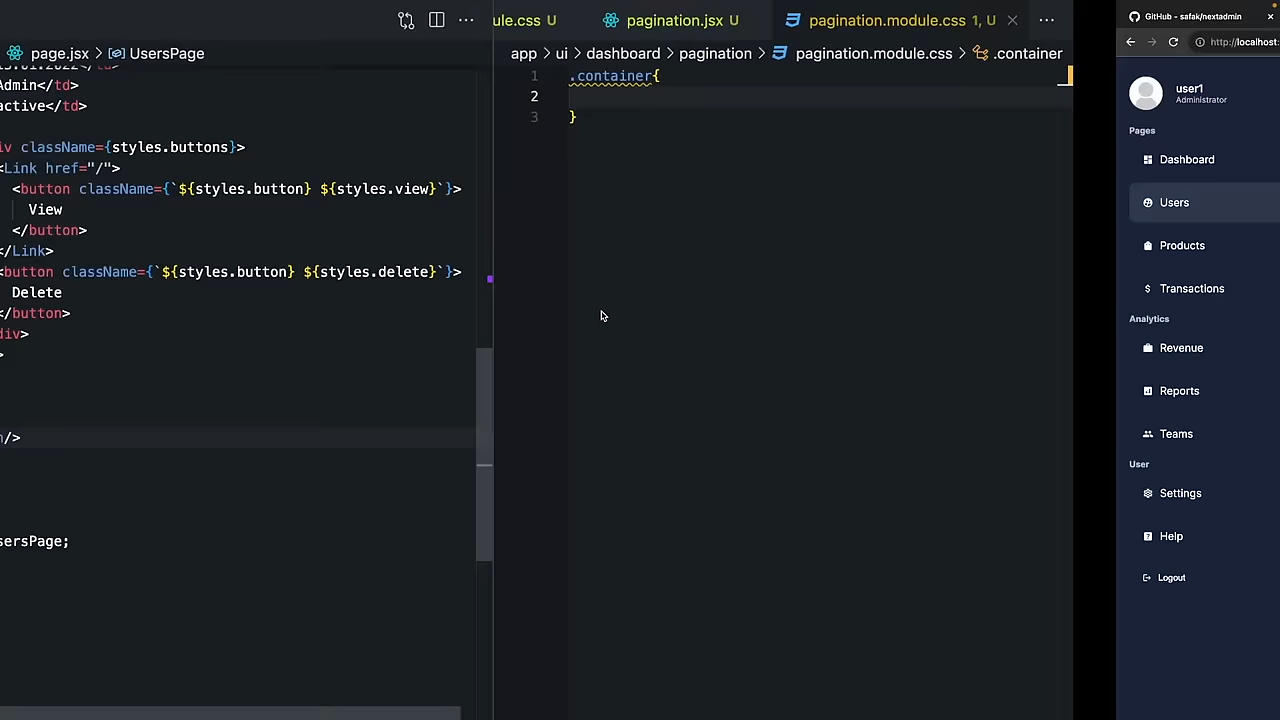 ule.css U
pagination.jsx U
pagination.module.css 1, U
GitHub - safak/nextadmin
page.jsx > UsersPage
app > ui > dashboard > pagination > pagination.module.css > .container
http://localhost:
Admin</td>
active</td>
iv className={styles.buttons}>
<Link href="/">
<button className={`${styles.button} ${styles.view}`}>
View
</button>
</Link>
<button className={`${styles.button} ${styles.delete}`}>
Delete
</button>
div>
>
/>
sersPage;
1 .container{
2
3 }
user1
Administrator
Pages
Dashboard
Users
Products
Transactions
Analytics
Revenue
Reports
Teams
User
Settings
Help
Logout